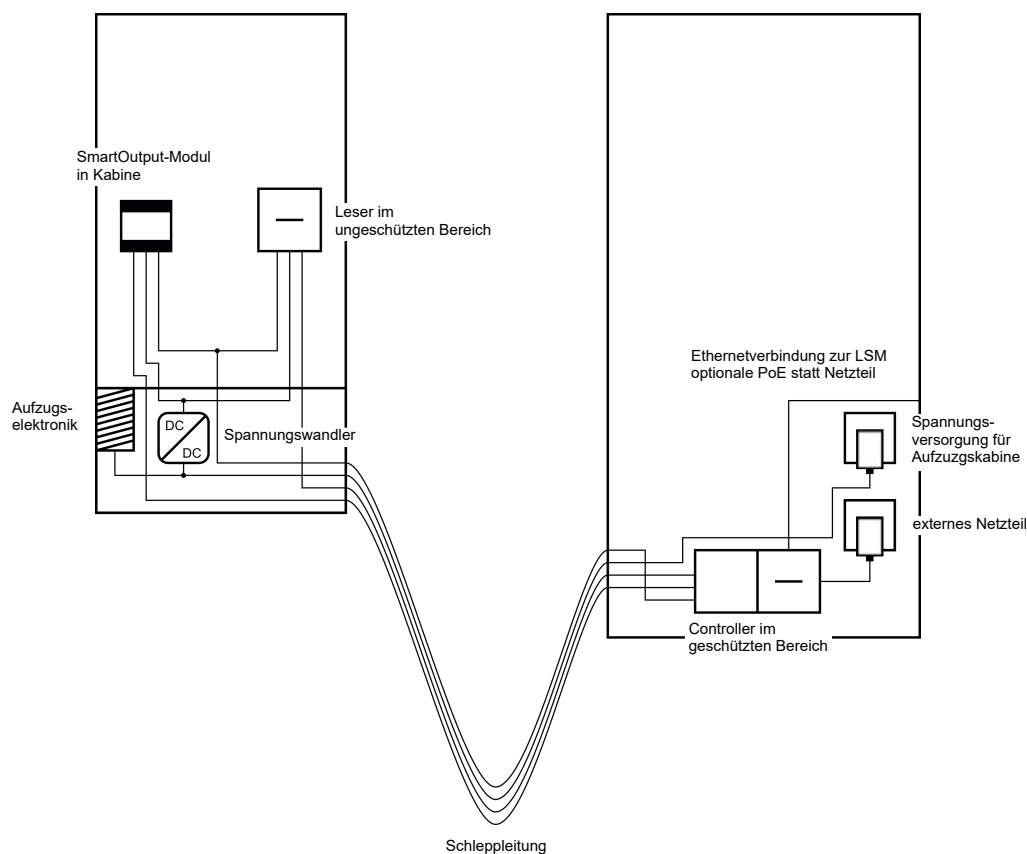 SmartOutput-Modul
in Kabine
Leser im
ungeschützten Bereich
Aufzugs-
elektronik
DC
DC
Spannungswandler
Ethernetverbindung zur LSM
optionale PoE statt Netzteil
Spannungs-
versorgung für
Aufzuzgskabine
externes Netzteil
Controller im
geschützten Bereich
Schleppleitung